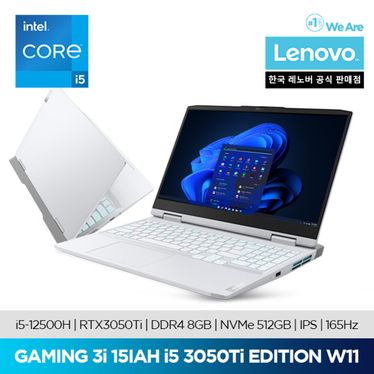 intel
CORE
i5
#1 We Are
Lenovo
한국 레노버 공식 판매점
i5-12500H | RTX3050Ti | DDR4 8GB | NVMe 512GB | IPS | 165Hz
GAMING 3i 15IAH i5 3050Ti EDITION W11